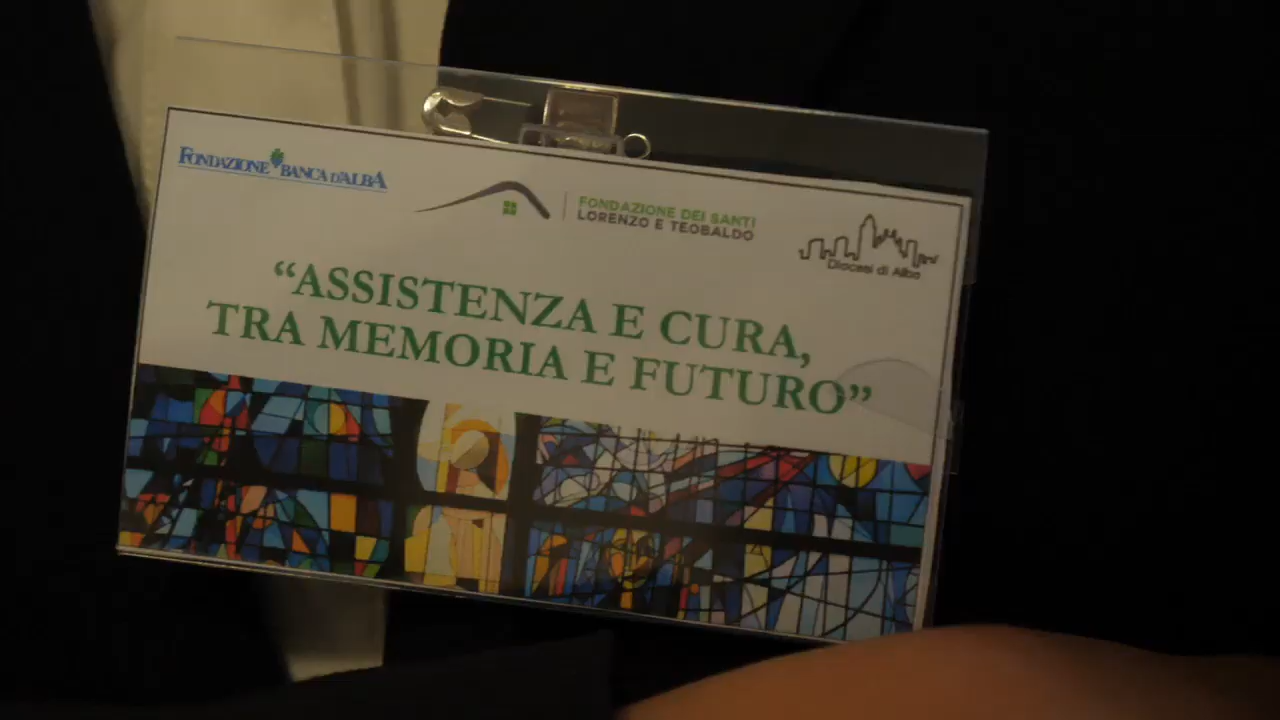 FONDAZIONE BANCA D'ALBA
FONDAZIONE DEI SANTI
LORENZO E TEOBALDO
Diocesi di Alba
“ASSISTENZA E CURA,
TRA MEMORIA E FUTURO”